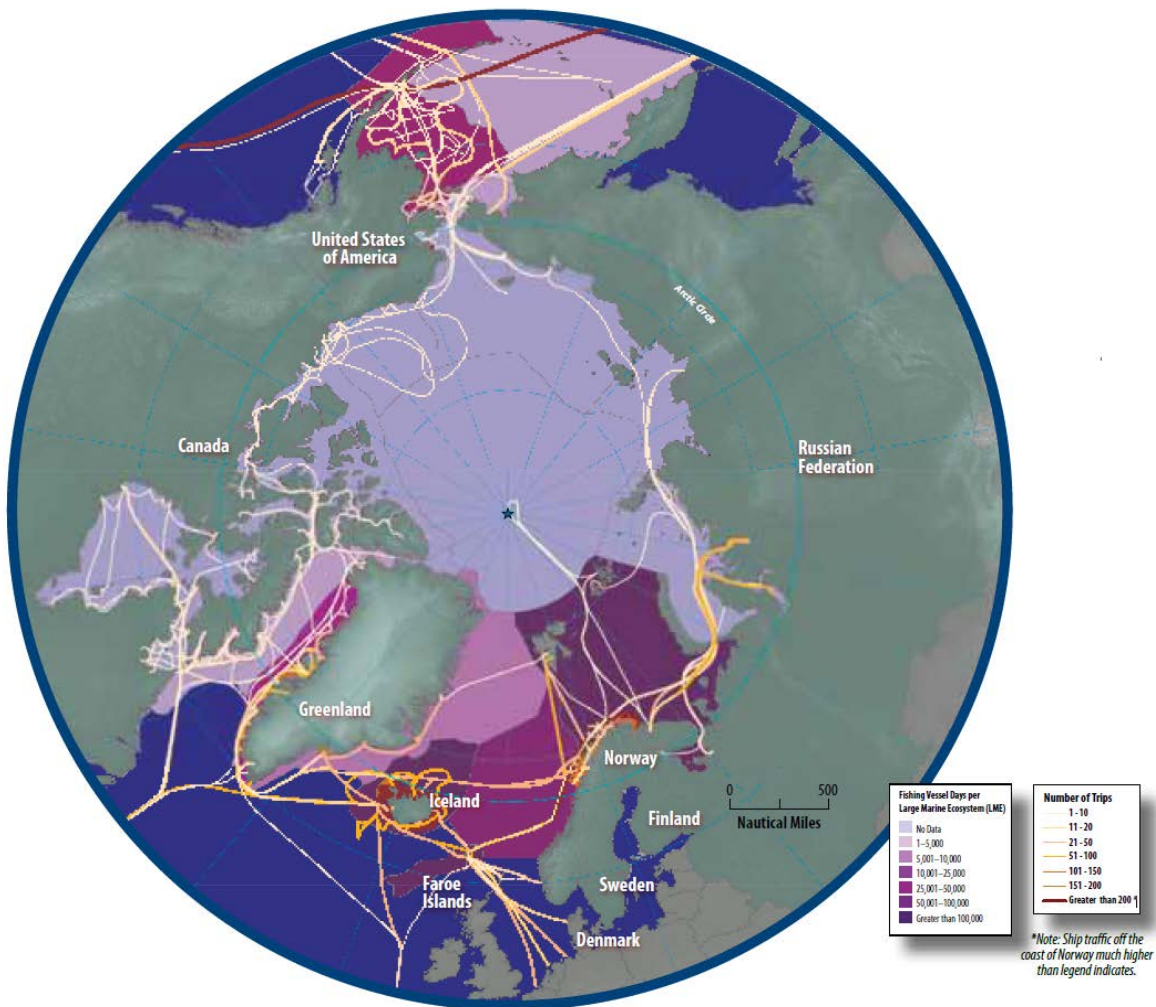 United States
of America
Arctic Circle
Canada
Russian
Federation
Greenland
Norway
Iceland
Finland
0 500
Nautical Miles
Faroe
Islands
Sweden
Denmark
Fishing Vessel Days per
Large Marine Ecosystem (LME)
No Data
1–5,000
5,001–10,000
10,001–25,000
25,001–50,000
50,001–100,000
Greater than 100,000
Number of Trips
1 - 10
11 - 20
21 - 50
51 - 100
101 - 150
151 - 200
Greater than 200
*Note: Ship traffic off the
coast of Norway much higher
than legend indicates.